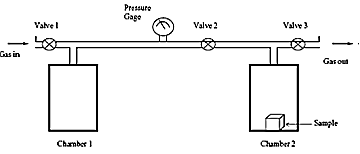 Pressure
Gage
Valve 1
Valve 2
Valve 3
Gas in
Gas out
Sample
Chamber 1
Chamber 2